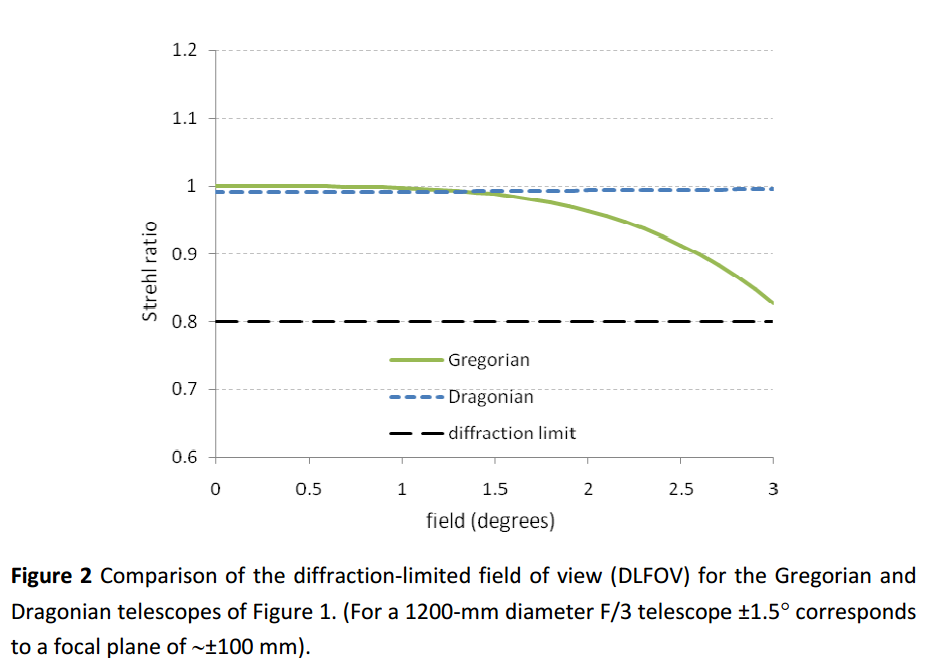 1.2
1.1
1
0.9
0.8
0.7
0.6
Strehl ratio
Gregorian
Dragonian
diffraction limit
0 0.5 1 1.5 2 2.5 3
field (degrees)
Figure 2 Comparison of the diffraction-limited field of view (DLFOV) for the Gregorian and
Dragonian telescopes of Figure 1. (For a 1200-mm diameter F/3 telescope ±1.5° corresponds
to a focal plane of ~±100 mm).